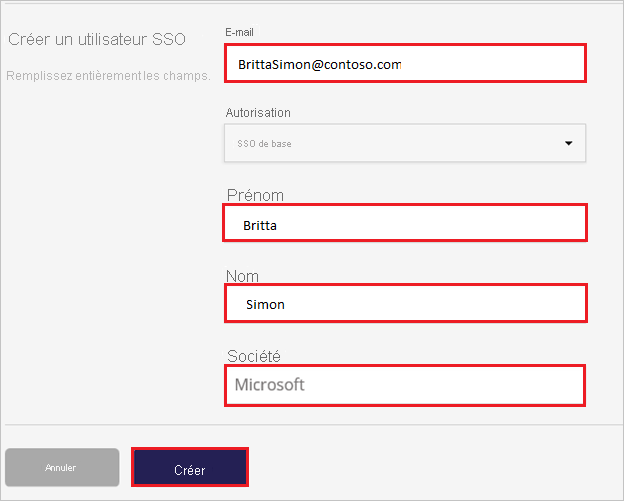 Créer un utilisateur SSO
Remplissez entièrement les champs.
E-mail
BrittaSimon@contoso.com
Autorisation
SSO de base
Prénom
Britta
Nom
Simon
Société
Microsoft
Annuler
Créer